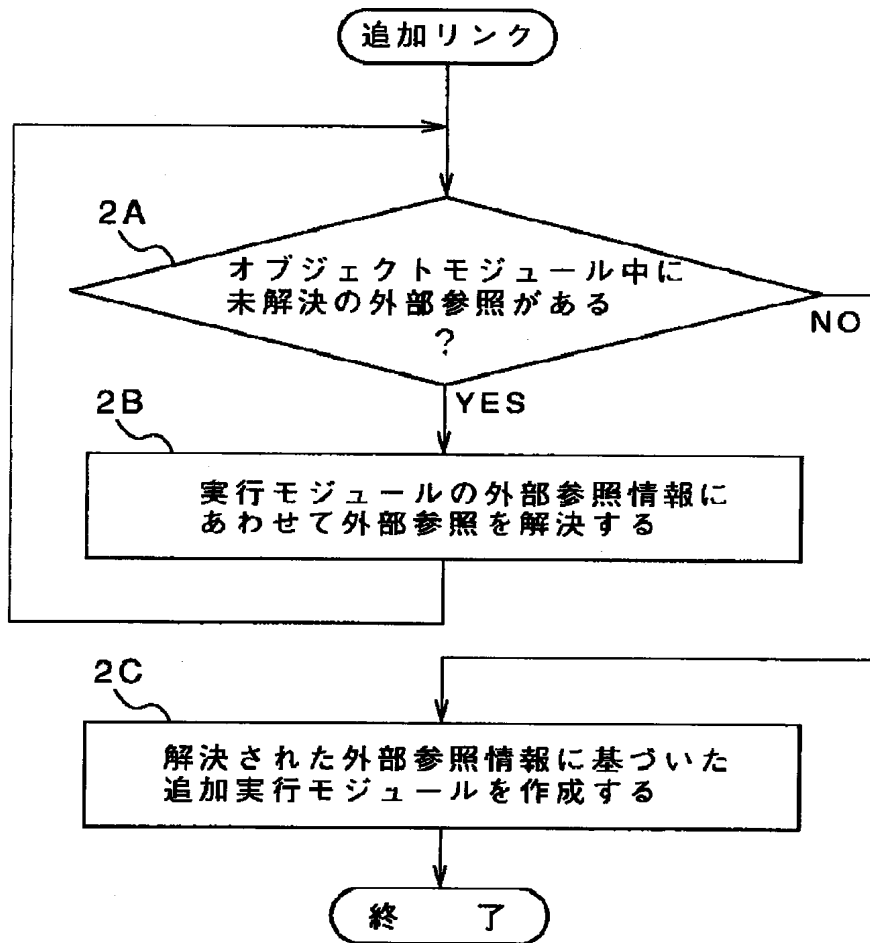 追加リンク
2A
オブジェクトモジュール中に
未解決の外部参照がある
?
NO
YES
2B
実行モジュールの外部参照情報に
あわせて外部参照を解決する
2C
解決された外部参照情報に基づいた
追加実行モジュールを作成する
終 了